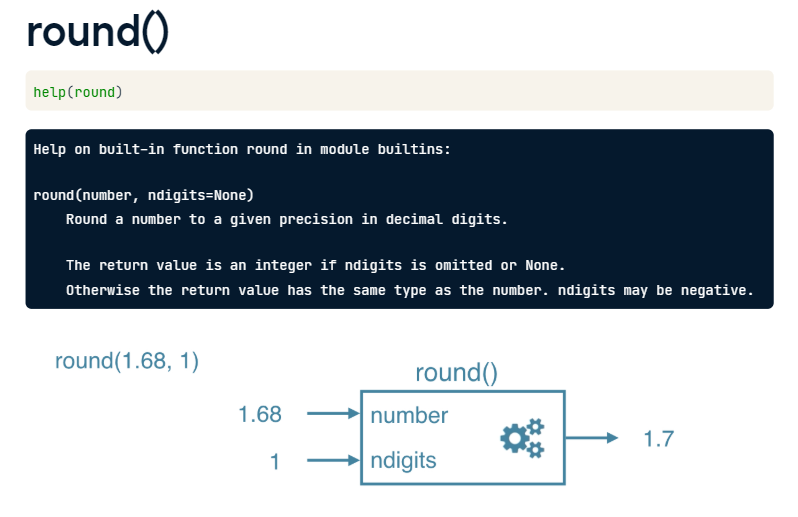 round()
help(round)
Help on built-in function round in module builtins:
round(number, ndigits=None)
Round a number to a given precision in decimal digits.
The return value is an integer if ndigits is omitted or None.
Otherwise the return value has the same type as the number. ndigits may be negative.
round(1.68, 1)
round()
1.68
number
1
ndigits
1.7